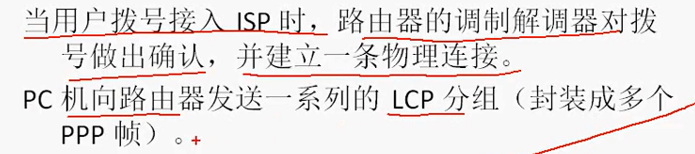 当用户拨号接入 ISP 时，路由器的调制解调器对拨
号做出确认，并建立一条物理连接。
PC 机向路由器发送一系列的 LCP 分组（封装成多个
PPP 帧）。